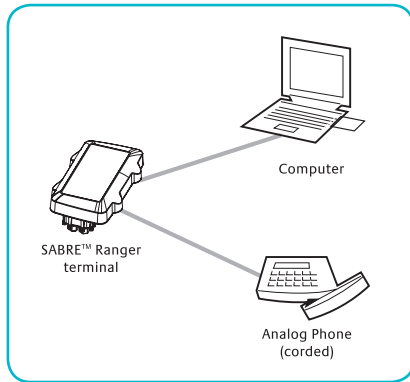 Computer
SABRE™ Ranger
terminal
Analog Phone
(corded)